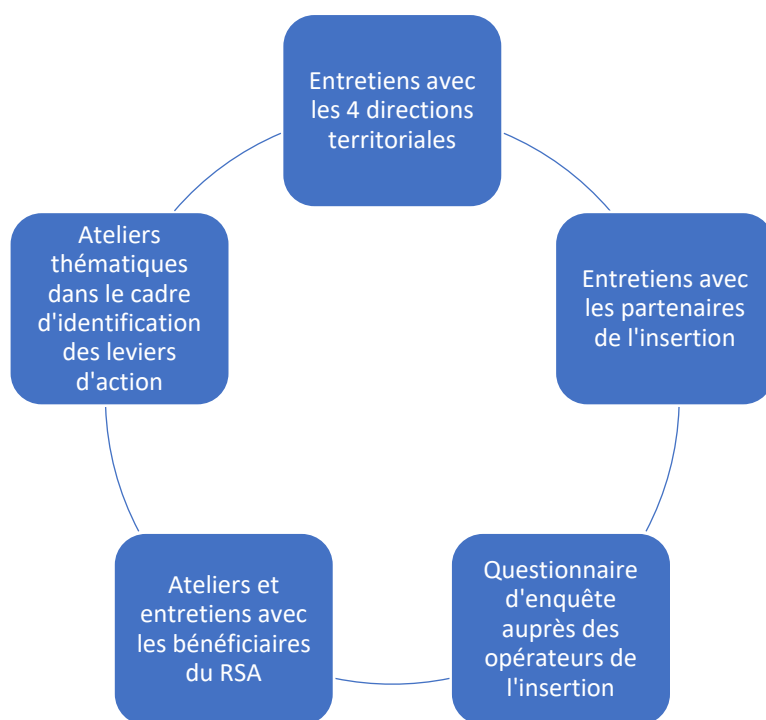 Entretiens avec
les 4 directions
territoriales
Entretiens avec
les partenaires
de l'insertion
Questionnaire
d'enquête
auprès des
opérateurs de
l'insertion
Ateliers et
entretiens avec
les bénéficiaires
du RSA
Ateliers
thématiques
dans le cadre
d'identification
des leviers
d'action